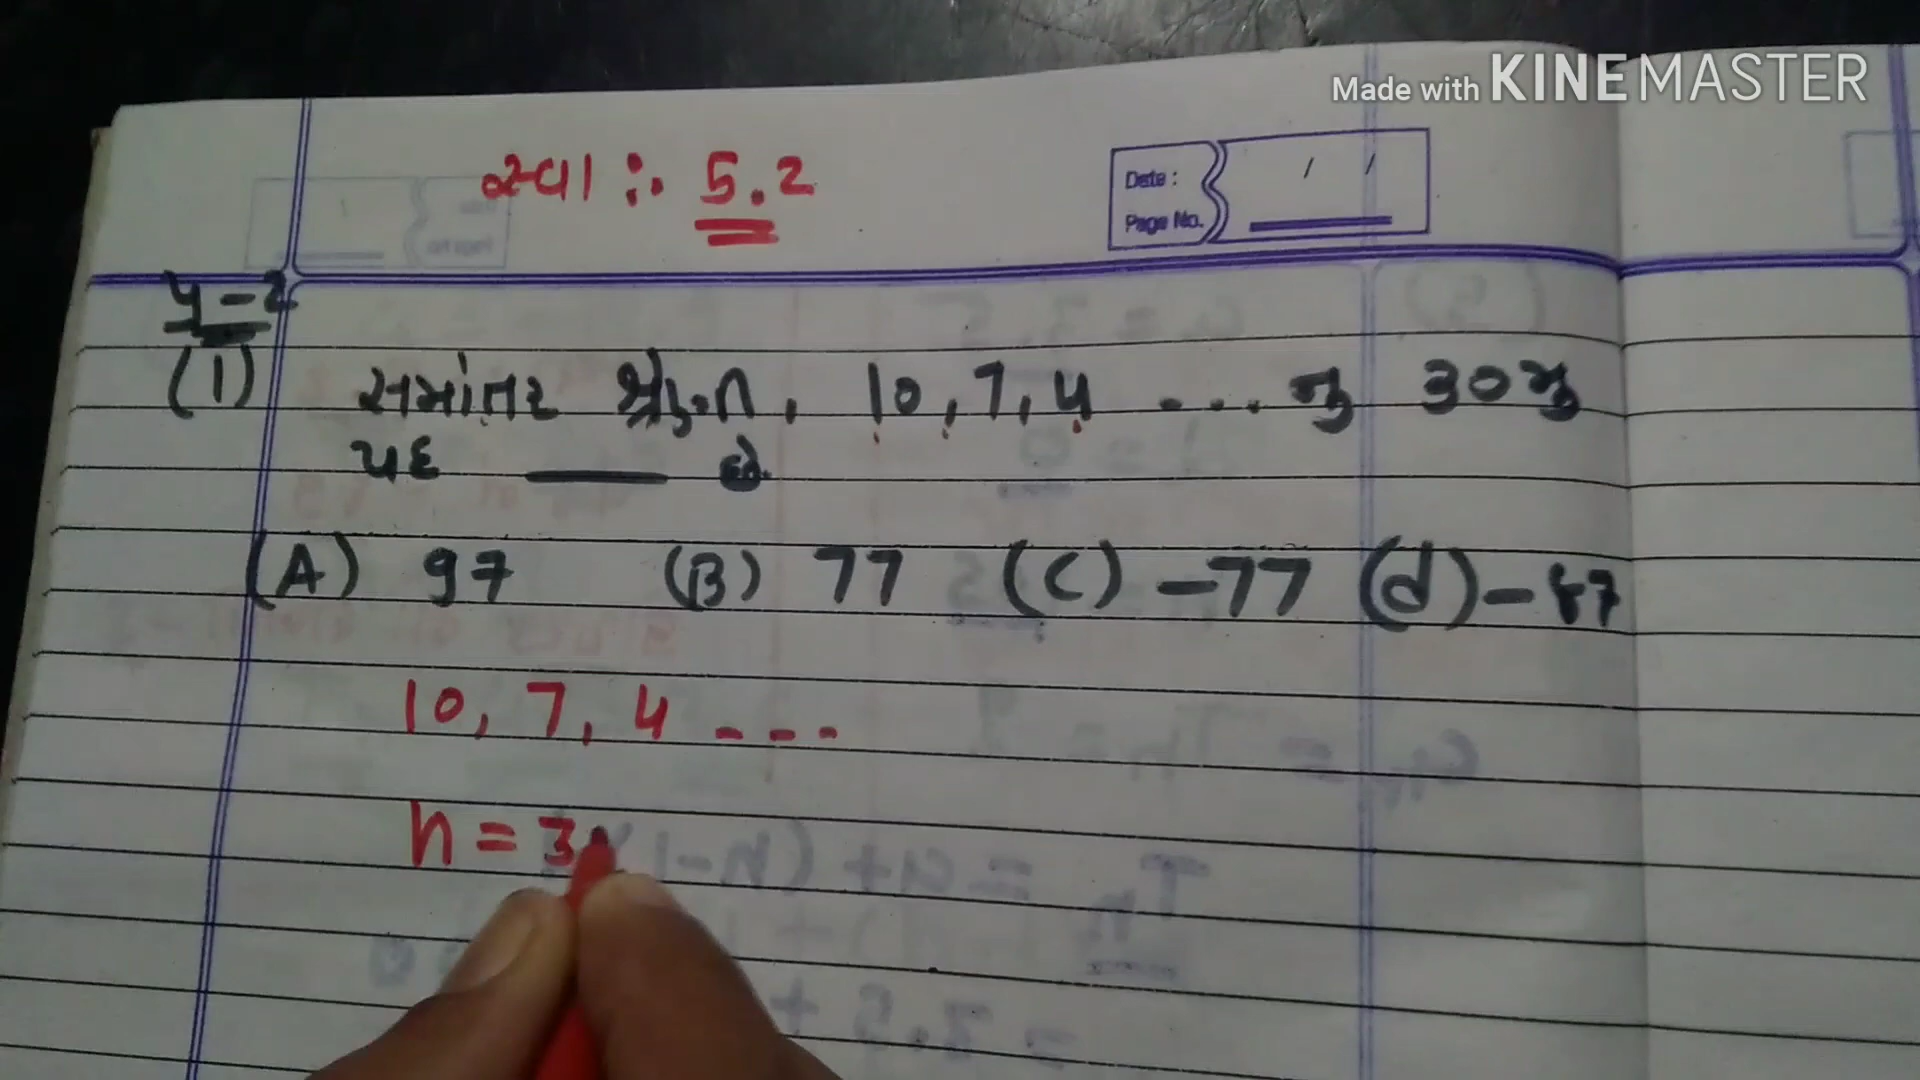 Made with KINEMASTER
સ્વા :. 5.2
Date : / /
Page No.
પ્ર-2
(1) સમાંતર શ્રેઢી, 10, 7, 4 ... નું 30મું
પદ ___ છે.
(A) 97 (B) 77 (C) -77 (d) -87
10, 7, 4 ---
n = 3